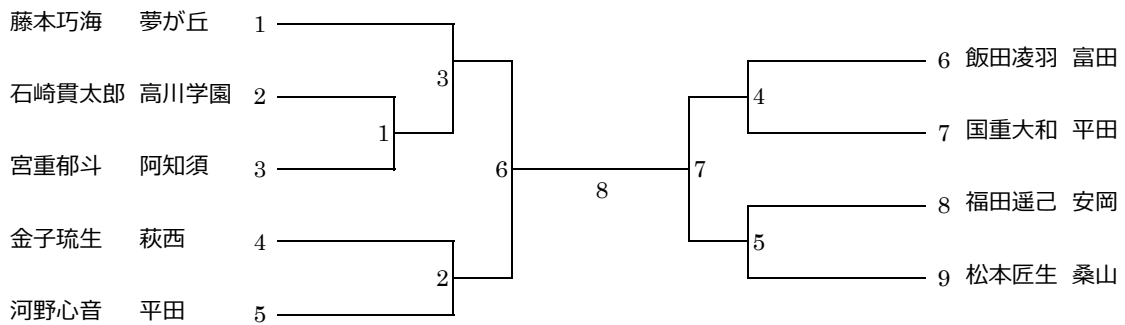 藤本巧海 夢が丘 1
石崎貫太郎 高川学園 2
宮重郁斗 阿知須 3
金子琉生 萩西 4
河野心音 平田 5
3
1
6
2
8
7
4
5
6 飯田凌羽 富田
7 国重大和 平田
8 福田遥己 安岡
9 松本匠生 桑山